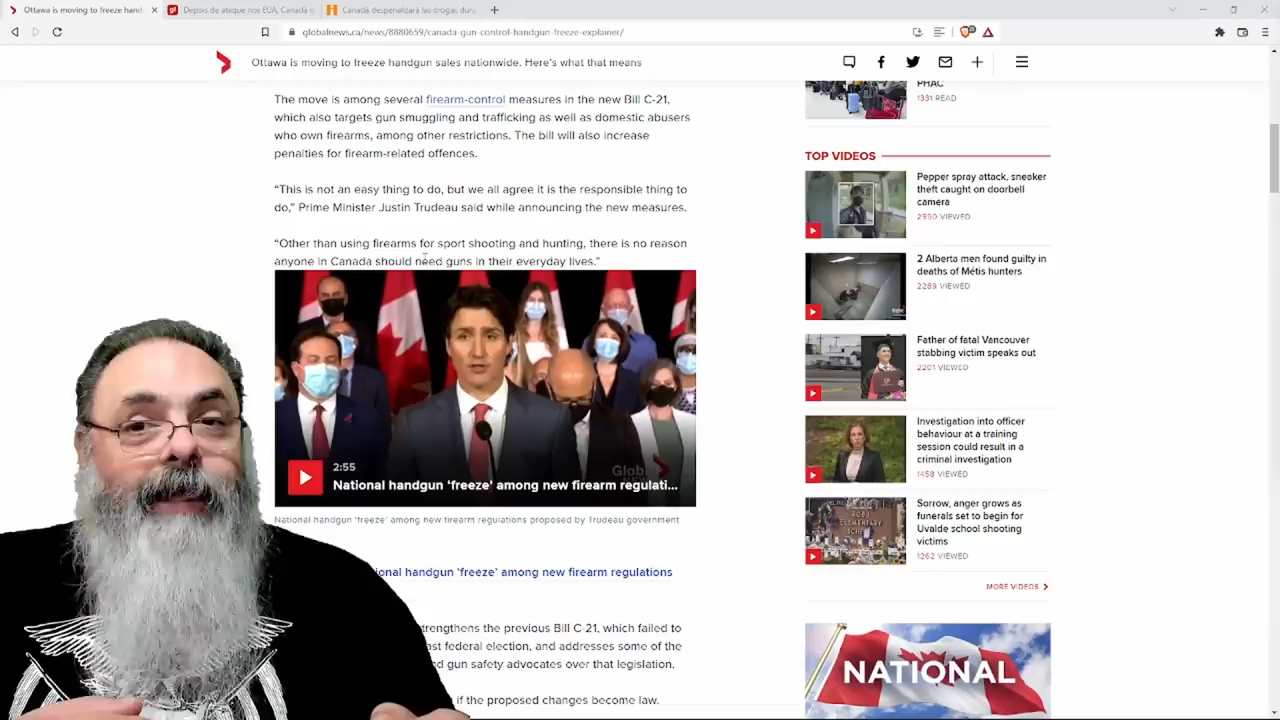 Ottawa is moving to freeze handgun
Depois de ataque nos EUA, Canadá
Canadá despenalizará las drogas duras
globalnews.ca/news/8880659/canada-gun-control-handgun-freeze-explainer/
Ottawa is moving to freeze handgun sales nationwide. Here's what that means
The move is among several firearm-control measures in the new Bill C-21,
which also targets gun smuggling and trafficking as well as domestic abusers
who own firearms, among other restrictions. The bill will also increase
penalties for firearm-related offences.
“This is not an easy thing to do, but we all agree it is the responsible thing to
do,” Prime Minister Justin Trudeau said while announcing the new measures.
“Other than using firearms for sport shooting and hunting, there is no reason
anyone in Canada should need guns in their everyday lives.”
2:55
National handgun ‘freeze’ among new firearm regulati...
National handgun ‘freeze’ among new firearm regulations proposed by Trudeau government
onal handgun ‘freeze’ among new firearm regulations
trengthens the previous Bill C-21, which failed to
ast federal election, and addresses some of the
d gun safety advocates over that legislation.
if the proposed changes become law.
PHAC
1331 READ
TOP VIDEOS
Pepper spray attack, sneaker
theft caught on doorbell
camera
2590 VIEWED
2 Alberta men found guilty in
deaths of Métis hunters
2289 VIEWED
Father of fatal Vancouver
stabbing victim speaks out
2201 VIEWED
Investigation into officer
behaviour at a training
session could result in a
criminal investigation
1458 VIEWED
ROBB
ELEMENTARY
Sorrow, anger grows as
funerals set to begin for
Uvalde school shooting
victims
1262 VIEWED
MORE VIDEOS
NATIONAL